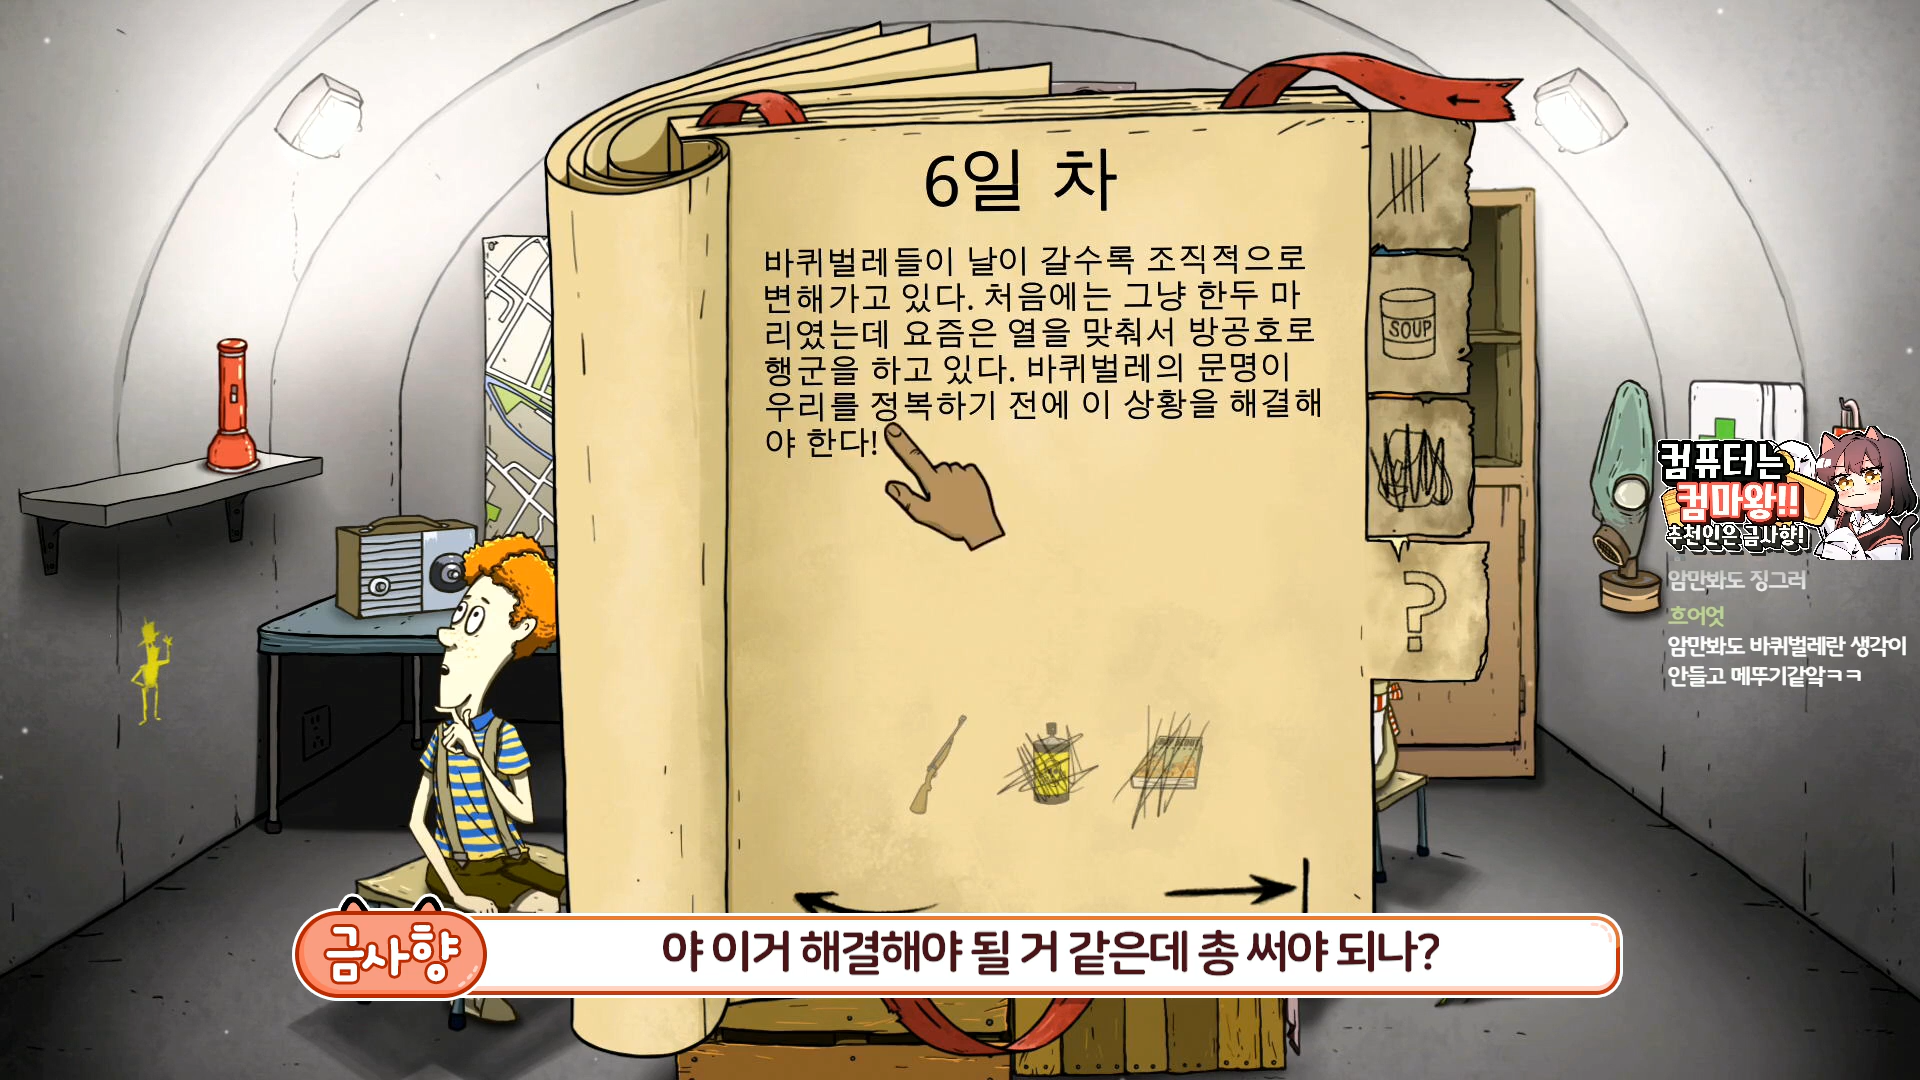 6일 차
바퀴벌레들이 날이 갈수록 조직적으로
변해가고 있다. 처음에는 그냥 한두 마
리였는데 요즘은 열을 맞춰서 방공호로
행군을 하고 있다. 바퀴벌레의 문명이
우리를 정복하기 전에 이 상황을 해결해
야 한다!
SOUP
?
컴퓨터는
컴마왕!!
추천인은 금사향!
암만봐도 징그러
흐어엇
암만봐도 바퀴벌레란 생각이
안들고 메뚜기같앜ㅋㅋ
금사향
야 이거 해결해야 될 거 같은데 총 써야 되나?